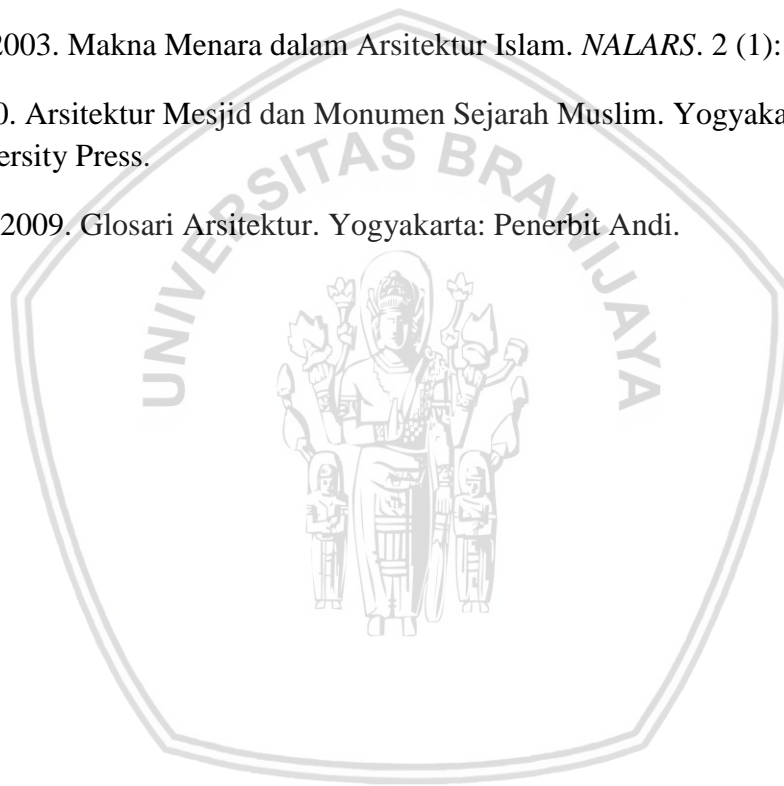 2003. Makna Menara dalam Arsitektur Islam. NALARS. 2 (1):
0. Arsitektur Mesjid dan Monumen Sejarah Muslim. Yogyaka
ersity Press.
2009. Glosari Arsitektur. Yogyakarta: Penerbit Andi.
UNIVERSITAS BRAWIJAYA